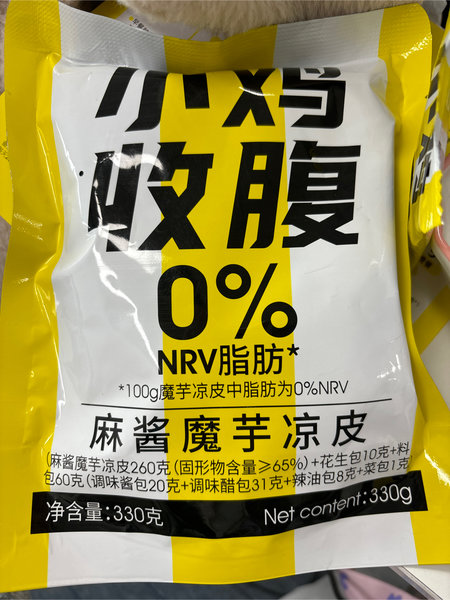 小鸡
收腹
0%
NRV脂肪*
*100g魔芋凉皮中脂肪为0%NRV
麻酱魔芋凉皮
(麻酱魔芋凉皮260克(固形物含量≥65%)+花生包10克+料
包60克(调味酱包20克+调味醋包31克+辣油包8克+菜包1克
净含量:330克 Net content:330g